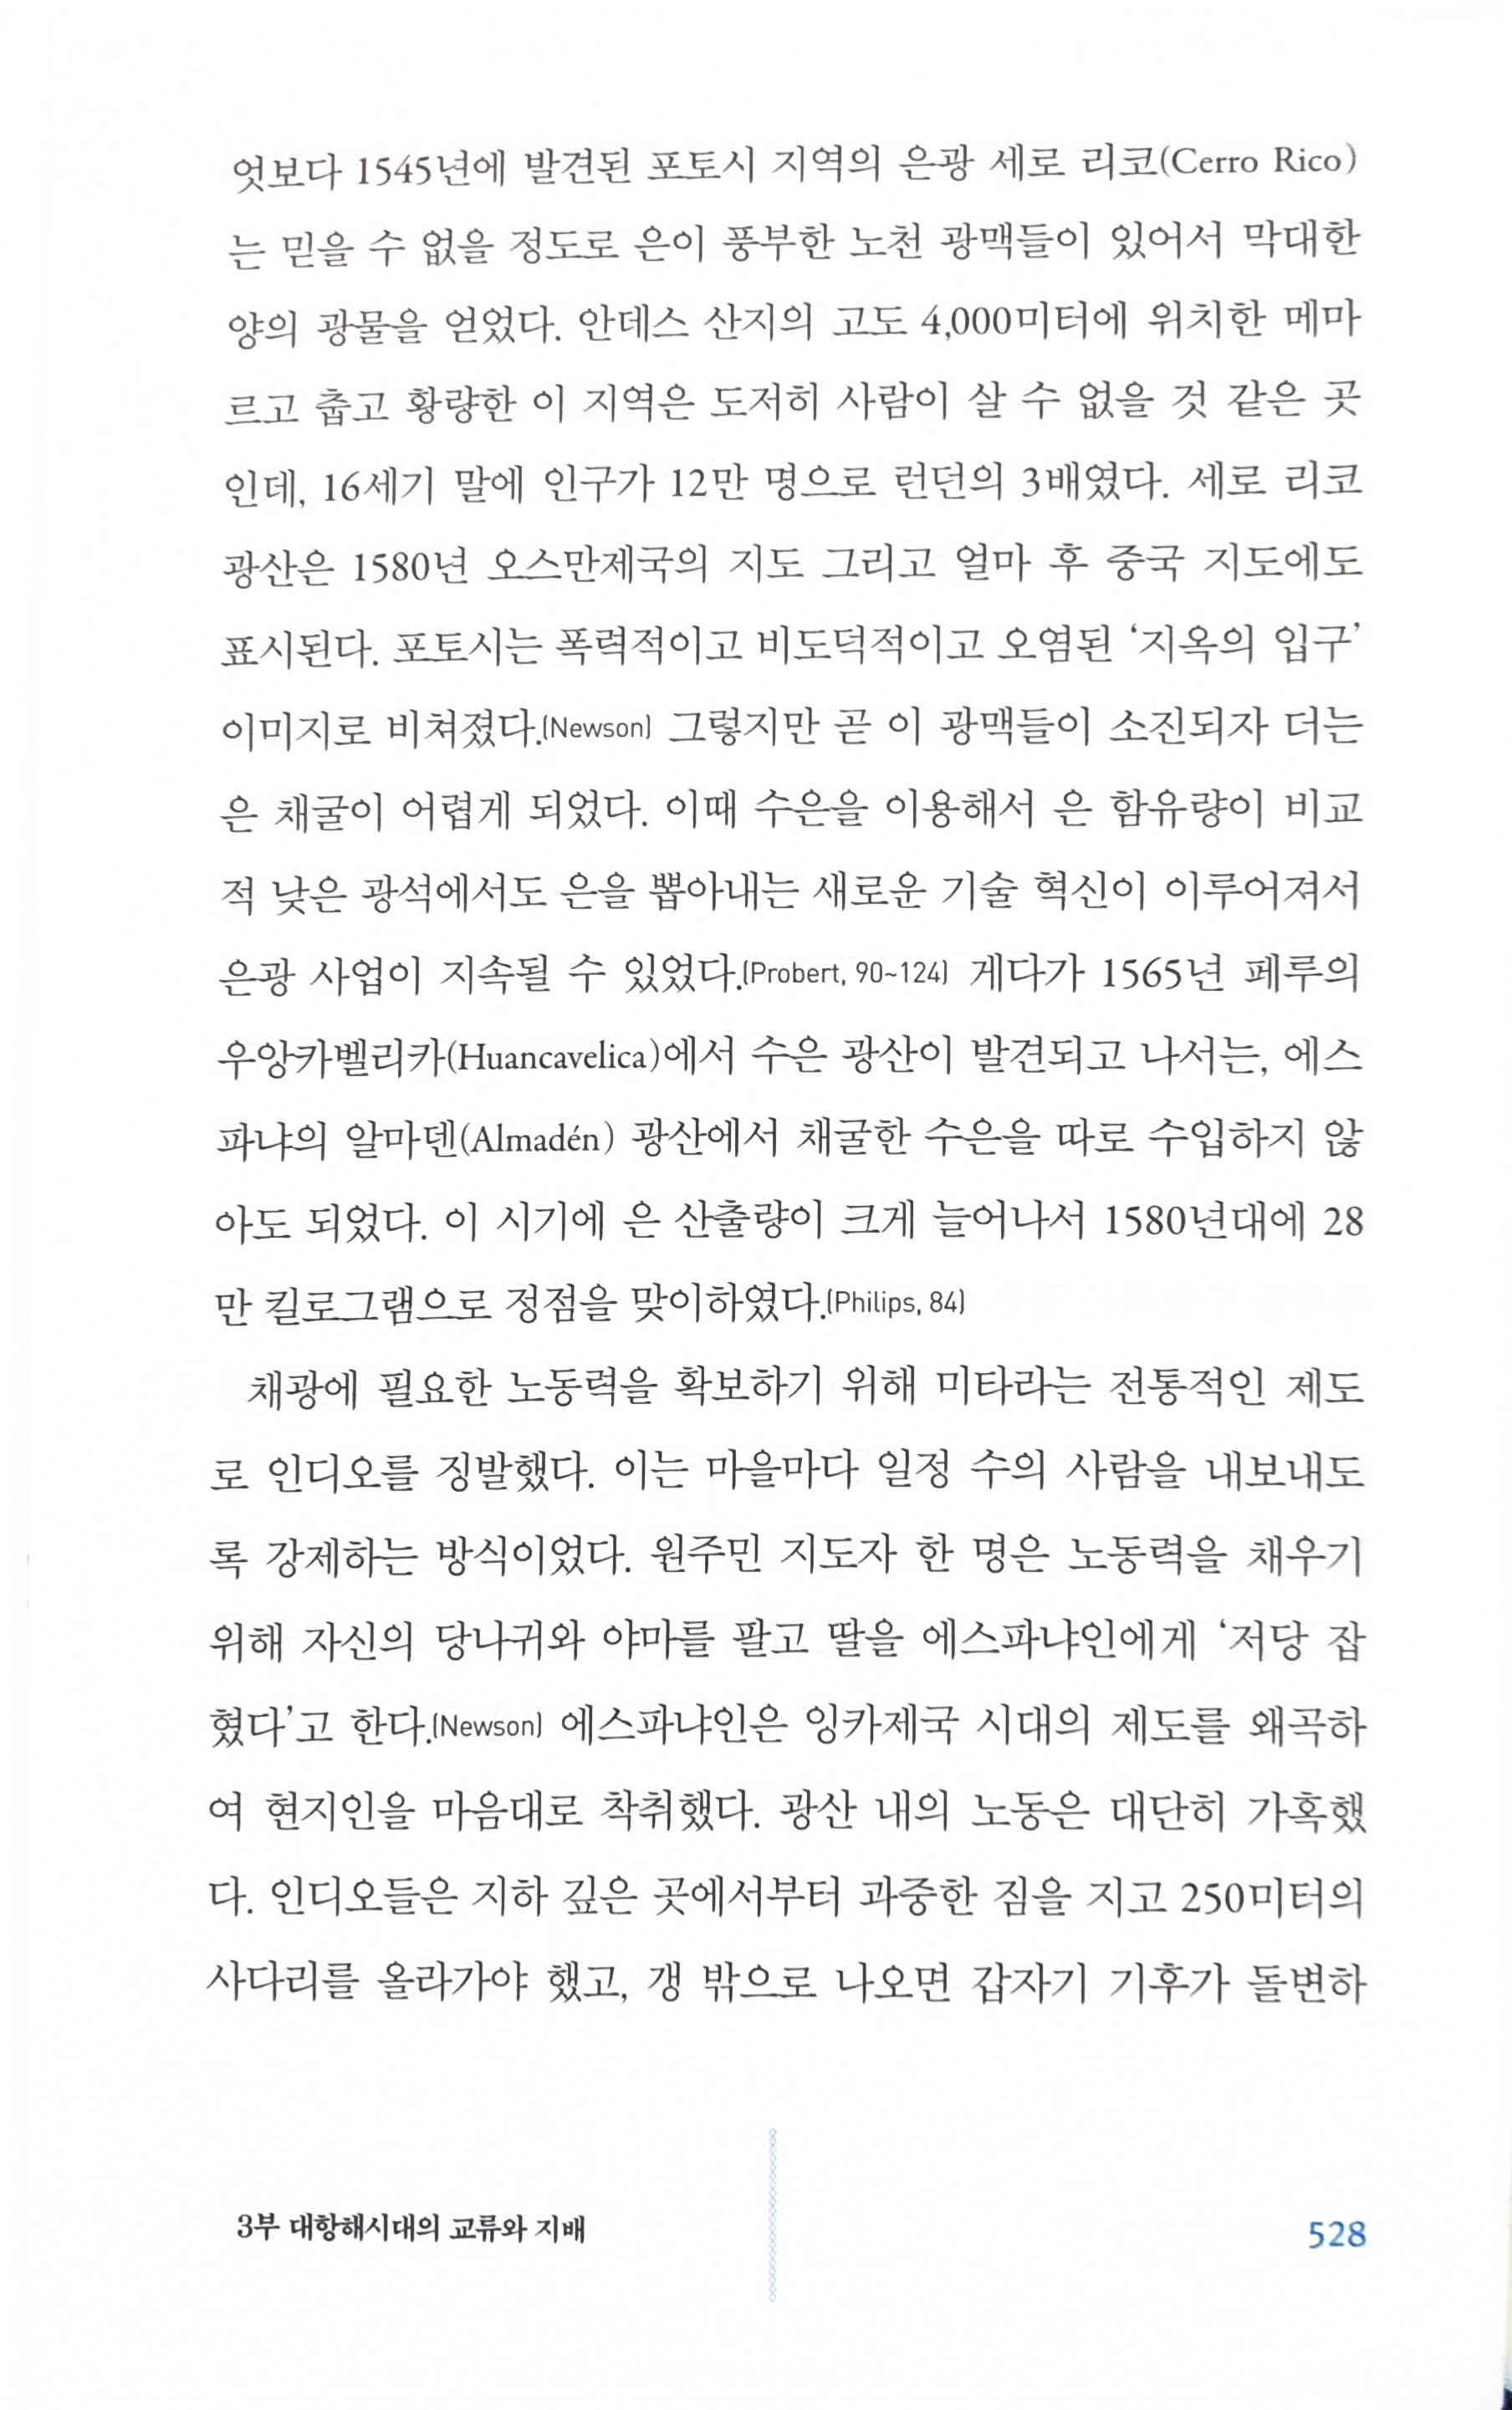 엇보다 1545년에 발견된 포토시 지역의 은광 세로 리코(Cerro Rico)
는 믿을 수 없을 정도로 은이 풍부한 노천 광맥들이 있어서 막대한
양의 광물을 얻었다. 안데스 산지의 고도 4,000미터에 위치한 메마
르고 춥고 황량한 이 지역은 도저히 사람이 살 수 없을 것 같은 곳
인데, 16세기 말에 인구가 12만 명으로 런던의 3배였다. 세로 리코
광산은 1580년 오스만제국의 지도 그리고 얼마 후 중국 지도에도
표시된다. 포토시는 폭력적이고 비도덕적이고 오염된 ‘지옥의 입구’
이미지로 비쳐졌다.(Newson) 그렇지만 곧 이 광맥들이 소진되자 더는
은 채굴이 어렵게 되었다. 이때 수은을 이용해서 은 함유량이 비교
적 낮은 광석에서도 은을 뽑아내는 새로운 기술 혁신이 이루어져서
은광 사업이 지속될 수 있었다.(Probert, 90~124) 게다가 1565년 페루의
우앙카벨리카(Huancavelica)에서 수은 광산이 발견되고 나서는, 에스
파냐의 알마덴(Almadén) 광산에서 채굴한 수은을 따로 수입하지 않
아도 되었다. 이 시기에 은 산출량이 크게 늘어나서 1580년대에 28
만 킬로그램으로 정점을 맞이하였다.(Philips, 84)
채광에 필요한 노동력을 확보하기 위해 미타라는 전통적인 제도
로 인디오를 징발했다. 이는 마을마다 일정 수의 사람을 내보내도
록 강제하는 방식이었다. 원주민 지도자 한 명은 노동력을 채우기
위해 자신의 당나귀와 야마를 팔고 딸을 에스파냐인에게 ‘저당 잡
혔다’고 한다.(Newson) 에스파냐인은 잉카제국 시대의 제도를 왜곡하
여 현지인을 마음대로 착취했다. 광산 내의 노동은 대단히 가혹했
다. 인디오들은 지하 깊은 곳에서부터 과중한 짐을 지고 250미터의
사다리를 올라가야 했고, 갱 밖으로 나오면 갑자기 기후가 돌변하
3부 대항해시대의 교류와 지배
528